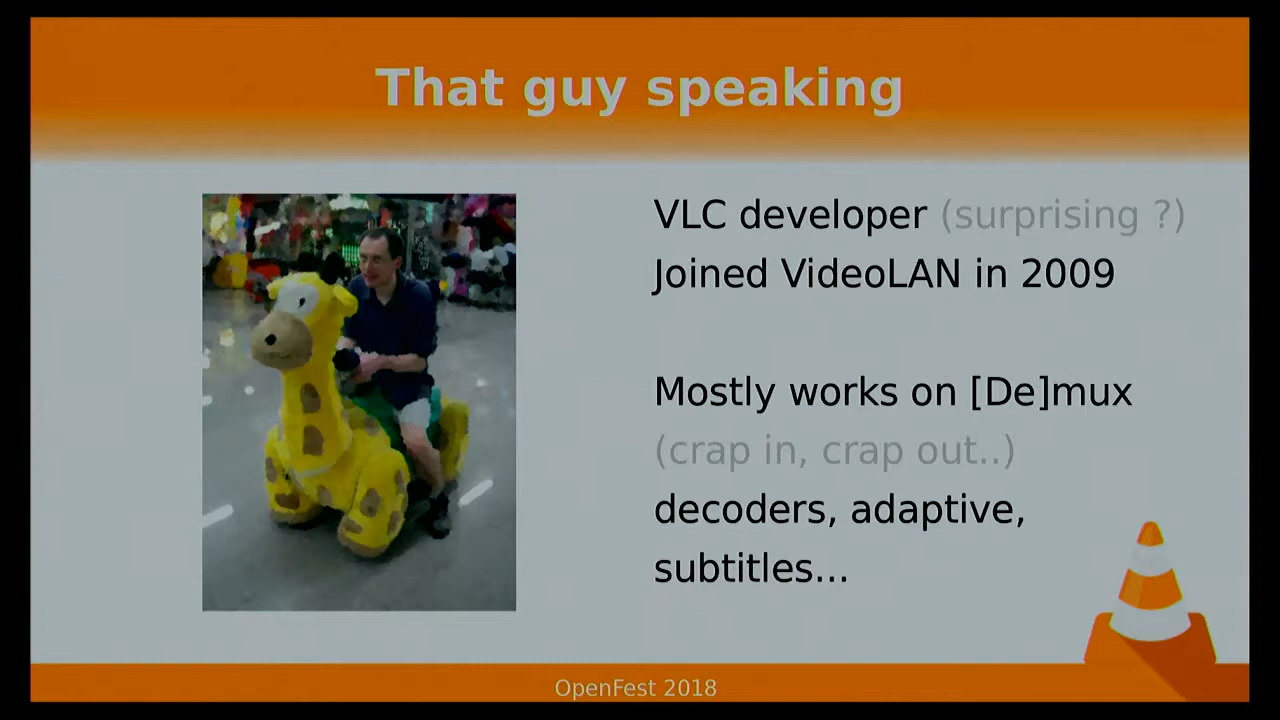 That guy speaking
VLC developer (surprising ?)
Joined VideoLAN in 2009
Mostly works on [De]mux
(crap in, crap out..)
decoders, adaptive,
subtitles...
OpenFest 2018